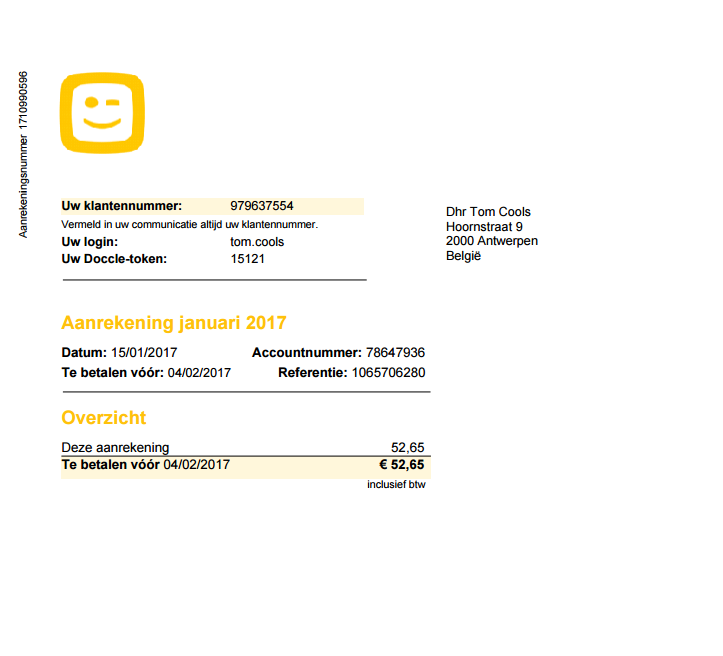 Aanrekeningsnummer 1710990596
Uw klantennummer: 979637554
Vermeld in uw communicatie altijd uw klantennummer.
Uw login: tom.cools
Uw Doccle-token: 15121
Dhr Tom Cools
Hoornstraat 9
2000 Antwerpen
België
Aanrekening januari 2017
Datum: 15/01/2017 Accountnummer: 78647936
Te betalen vóór: 04/02/2017 Referentie: 1065706280
Overzicht
Deze aanrekening 52,65
Te betalen vóór 04/02/2017 € 52,65
inclusief btw